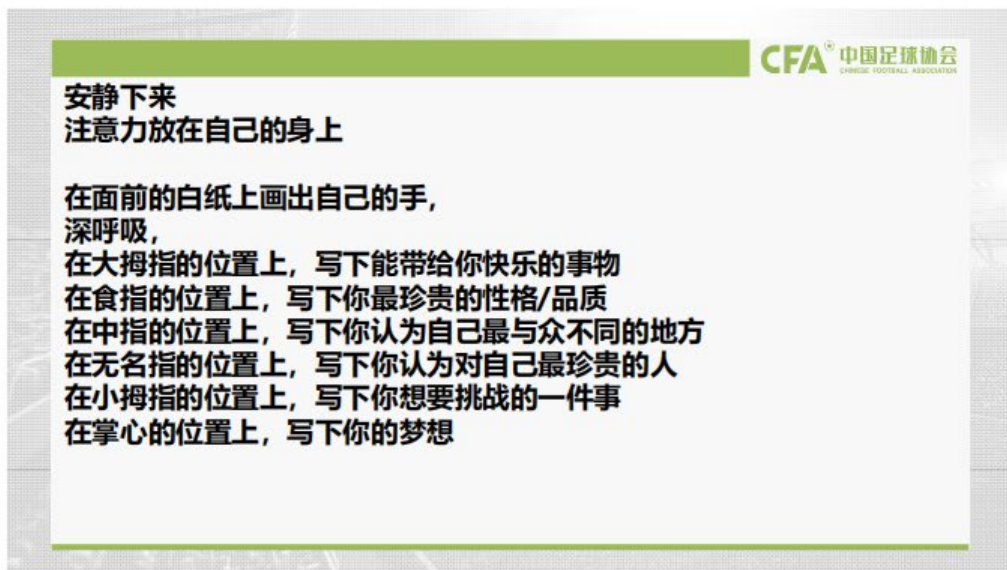 CFA® 中国足球协会
CHINESE FOOTBALL ASSOCIATION
安静下来
注意力放在自己的身上
在面前的白纸上画出自己的手，
深呼吸，
在大拇指的位置上，写下能带给你快乐的事物
在食指的位置上，写下你最珍贵的性格/品质
在中指的位置上，写下你认为自己最与众不同的地方
在无名指的位置上，写下你认为对自己最珍贵的人
在小拇指的位置上，写下你想要挑战的一件事
在掌心的位置上，写下你的梦想